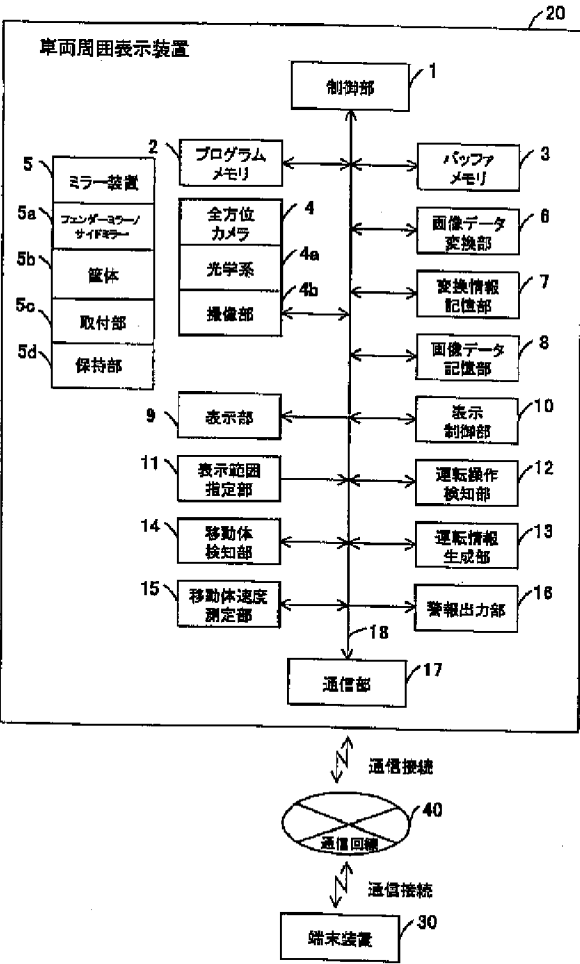 20
車両周囲表示装置
制御部
1
2
プログラム
メモリ
バッファ
メモリ
3
5
ミラー装置
5a
フェンダーミラー/
サイドミラー
5b
筐体
5c
取付部
5d
保持部
全方位
カメラ
4
光学系
4a
撮像部
4b
画像データ
変換部
6
変換情報
記憶部
7
画像データ
記憶部
8
9
表示部
表示
制御部
10
11
表示範囲
指定部
運転操作
検知部
12
14
移動体
検知部
運転情報
生成部
13
15
移動体速度
測定部
警報出力部
16
18
通信部
17
通信接続
40
通信回線
通信接続
端末装置
30